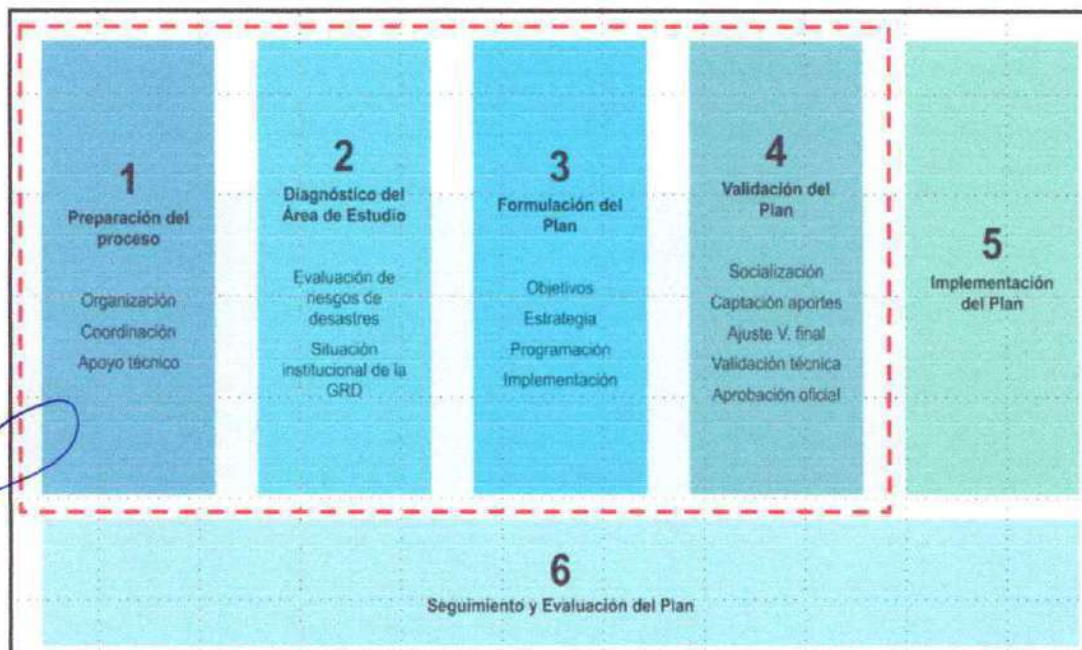 1
Preparación del
proceso
Organización
Coordinación
Apoyo técnico
2
Diagnóstico del
Área de Estudio
Evaluación de
riesgos de
desastres
Situación
institucional de la
GRD
3
Formulación del
Plan
Objetivos
Estrategia
Programación
Implementación
4
Validación del
Plan
Socialización
Captación aportes
Ajuste V. final
Validación técnica
Aprobación oficial
5
Implementación
del Plan
6
Seguimiento y Evaluación del Plan